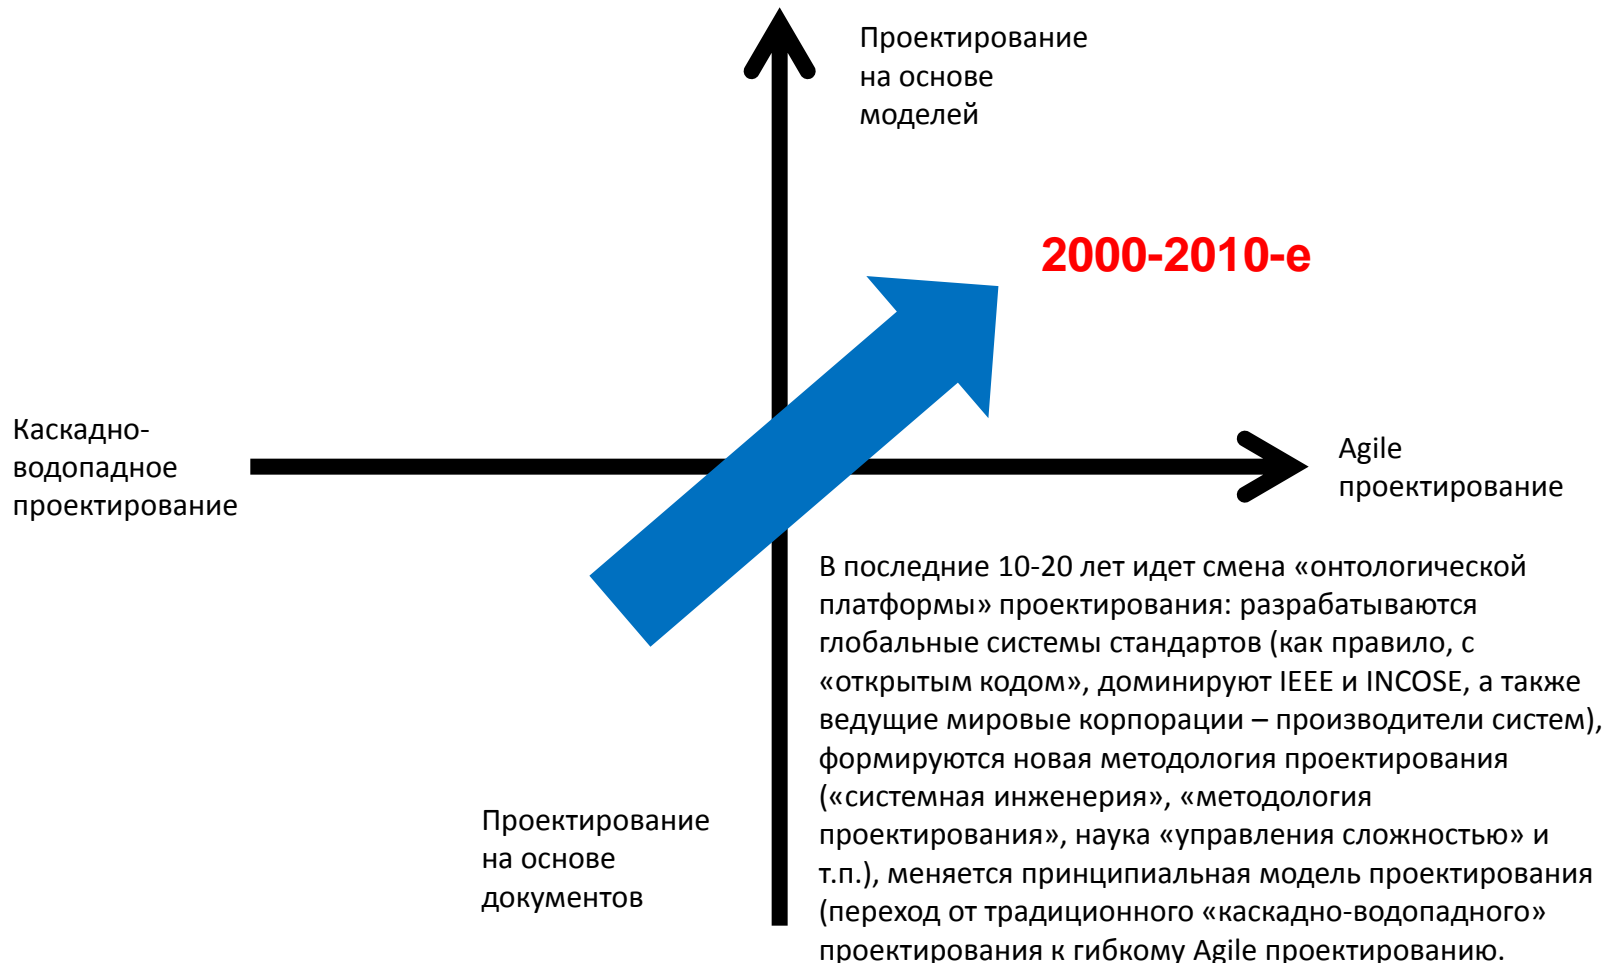 Проектирование
на основе
моделей
2000-2010-е
Каскадно-
водопадное
проектирование
Agile
проектирование
В последние 10-20 лет идет смена «онтологической
платформы» проектирования: разрабатываются
глобальные системы стандартов (как правило, с
«открытым кодом», доминируют IEEE и INCOSE, а также
ведущие мировые корпорации – производители систем),
формируются новая методология проектирования
(«системная инженерия», «методология
проектирования», наука «управления сложностью» и
т.п.), меняется принципиальная модель проектирования
(переход от традиционного «каскадно-водопадного»
проектирования к гибкому Agile проектированию.
Проектирование
на основе
документов